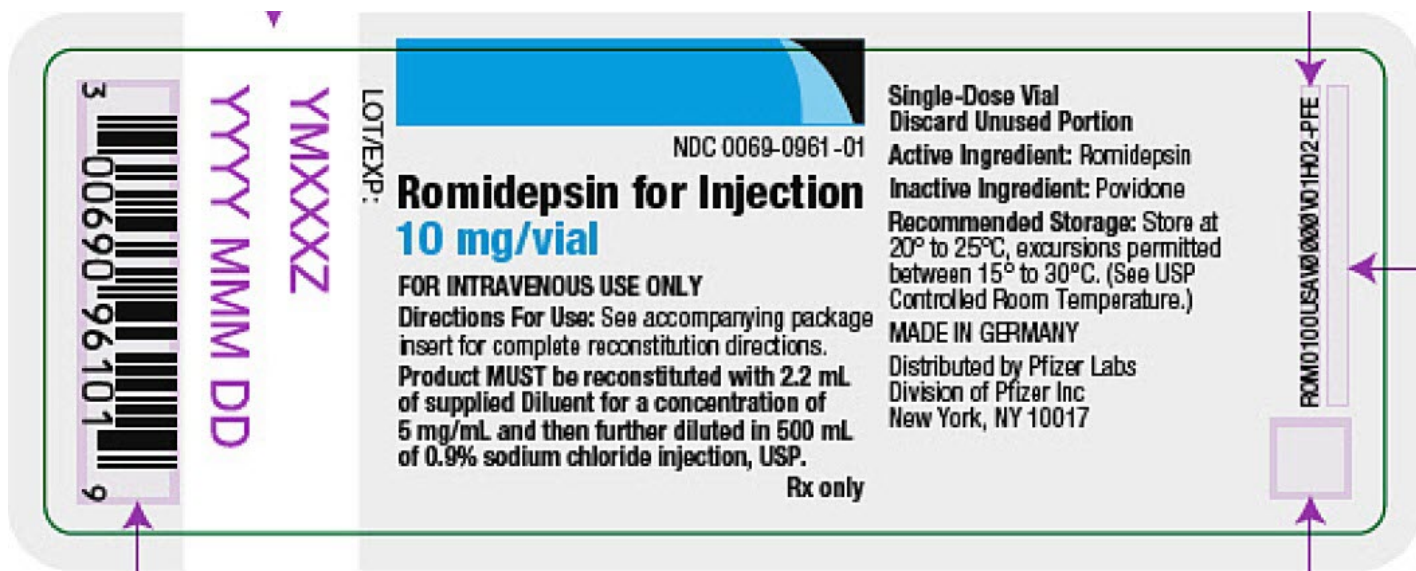 3 00690 96101 9
YYYY MMM DD
YMXXXZ
LOT/EXP:
NDC 0069-0961-01
Romidepsin for Injection
10 mg/vial
FOR INTRAVENOUS USE ONLY
Directions For Use: See accompanying package
insert for complete reconstitution directions.
Product MUST be reconstituted with 2.2 mL
of supplied Diluent for a concentration of
5 mg/mL and then further diluted in 500 mL
of 0.9% sodium chloride injection, USP.
Rx only
Single-Dose Vial
Discard Unused Portion
Active Ingredient: Romidepsin
Inactive Ingredient: Povidone
Recommended Storage: Store at
20° to 25°C, excursions permitted
between 15° to 30°C. (See USP
Controlled Room Temperature.)
MADE IN GERMANY
Distributed by Pfizer Labs
Division of Pfizer Inc
New York, NY 10017